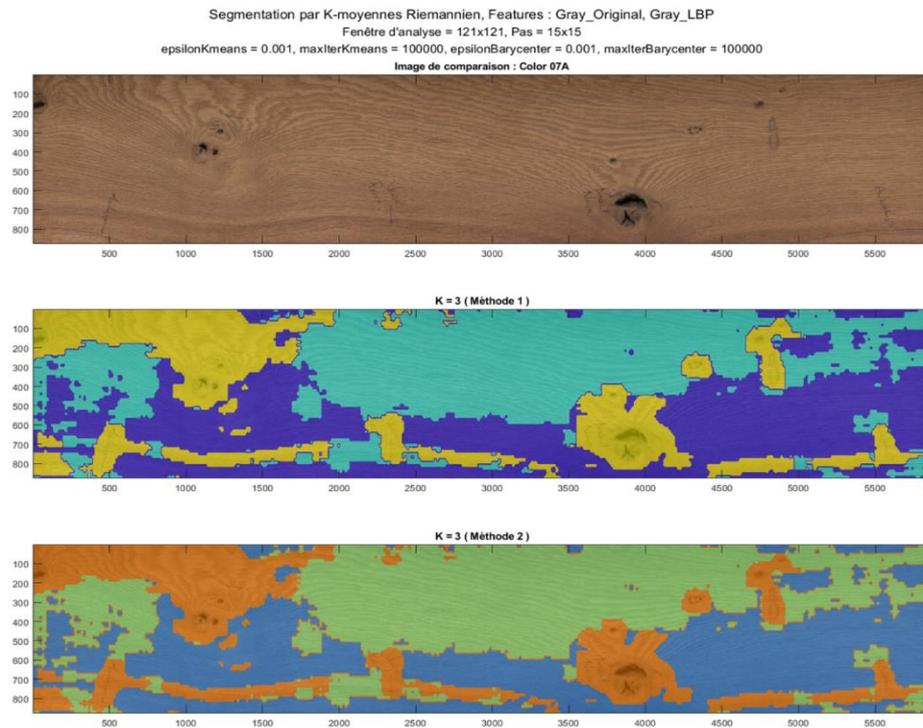 Segmentation par K-moyennes Riemannien, Features : Gray_Original, Gray_LBP
Fenêtre d'analyse = 121x121, Pas = 15x15
epsilonKmeans = 0.001, maxIterKmeans = 100000, epsilonBarycenter = 0.001, maxIterBarycenter = 100000
Image de comparaison : Color 07A
100
200
300
400
500
600
700
800
500 1000 1500 2000 2500 3000 3500 4000 4500 5000 5500
K = 3 ( Méthode 1 )
100
200
300
400
500
600
700
800
500 1000 1500 2000 2500 3000 3500 4000 4500 5000 5500
K = 3 ( Méthode 2 )
100
200
300
400
500
600
700
800
500 1000 1500 2000 2500 3000 3500 4000 4500 5000 5500